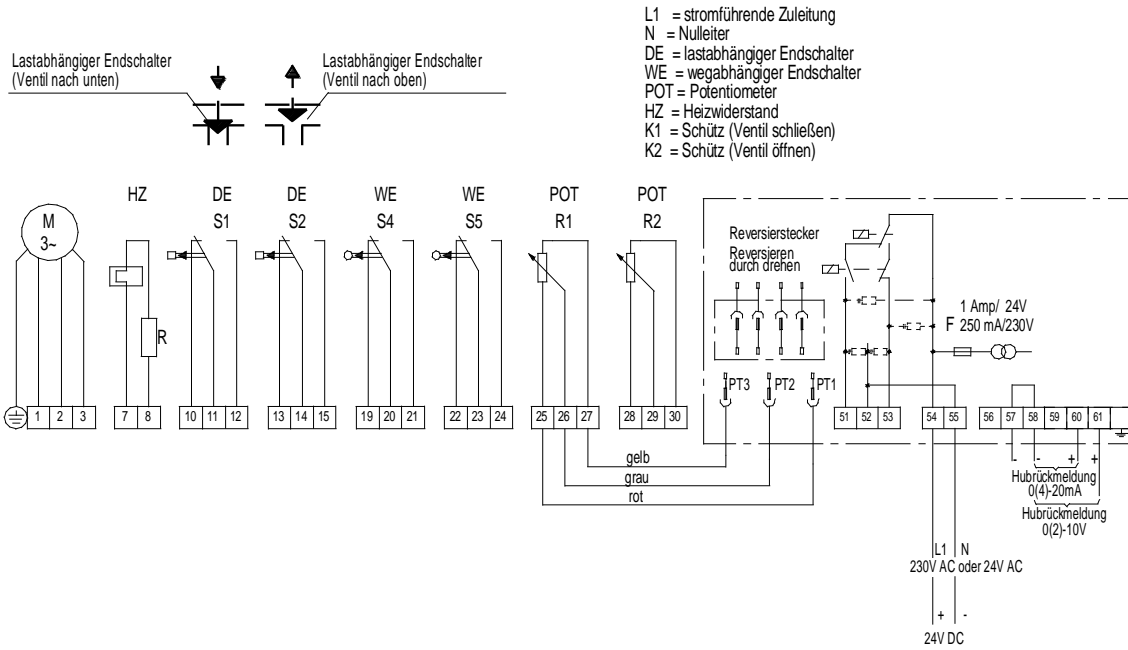 L1 = stromführende Zuleitung
N = Nulleiter
DE = lastabhängiger Endschalter
WE = wegabhängiger Endschalter
POT = Potentiometer
HZ = Heizwiderstand
K1 = Schütz (Ventil schließen)
K2 = Schütz (Ventil öffnen)
Lastabhängiger Endschalter
(Ventil nach unten)
Lastabhängiger Endschalter
(Ventil nach oben)
HZ DE DE WE WE POT POT
S1 S2 S4 S5 R1 R2
M
3~
R
Reversierstecker
Reversieren
durch drehen
1 Amp/ 24V
F 250 mA/230V
PT3 PT2 PT1
1 2 3 7 8 10 11 12 13 14 15 19 20 21 22 23 24 25 26 27 28 29 30 51 52 53 54 55 56 57 58 59 60 61
gelb
grau
rot
- - + +
Hubrückmeldung
0(4)-20mA
Hubrückmeldung
0(2)-10V
L1 N
230V AC oder 24V AC
+ -
24V DC